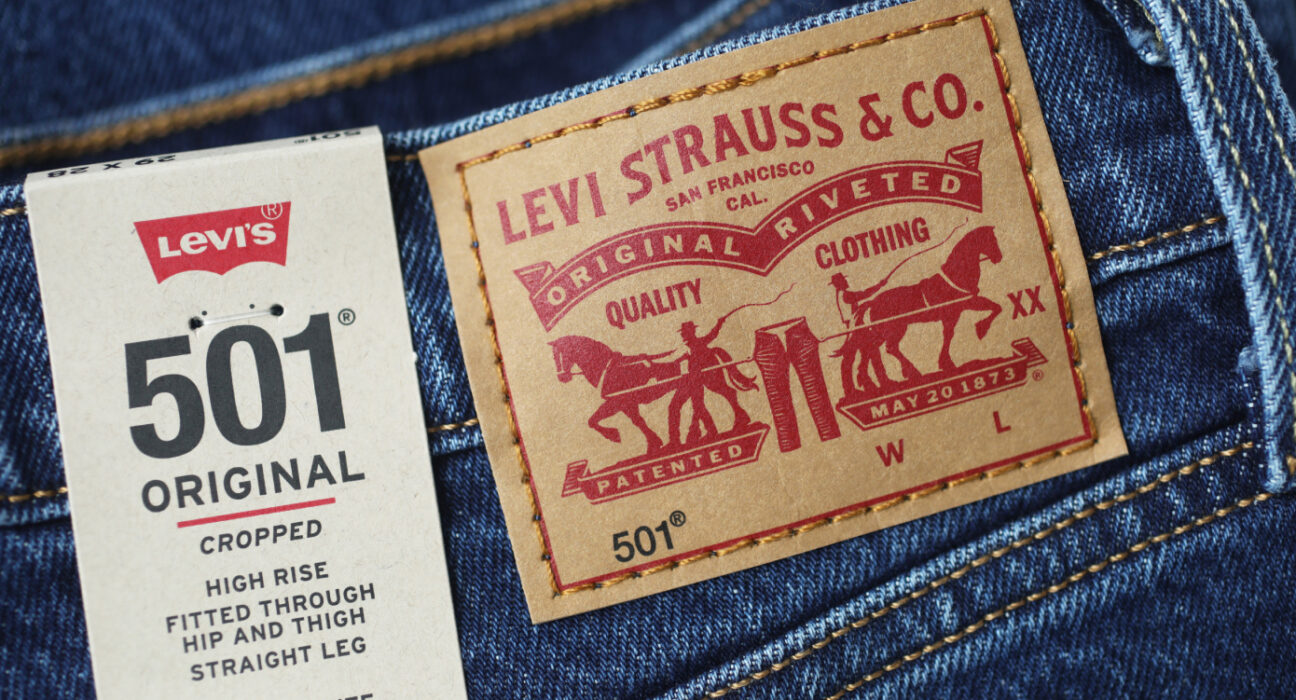 501®
29 X 28
LEVI'S®
501®
ORIGINAL
CROPPED
HIGH RISE
FITTED THROUGH
HIP AND THIGH
STRAIGHT LEG
LEVI STRAUSS & CO.
SAN FRANCISCO
CAL.
ORIGINAL RIVETED
QUALITY CLOTHING
XX
PATENTED
MAY 20 1873
®
W L
501®